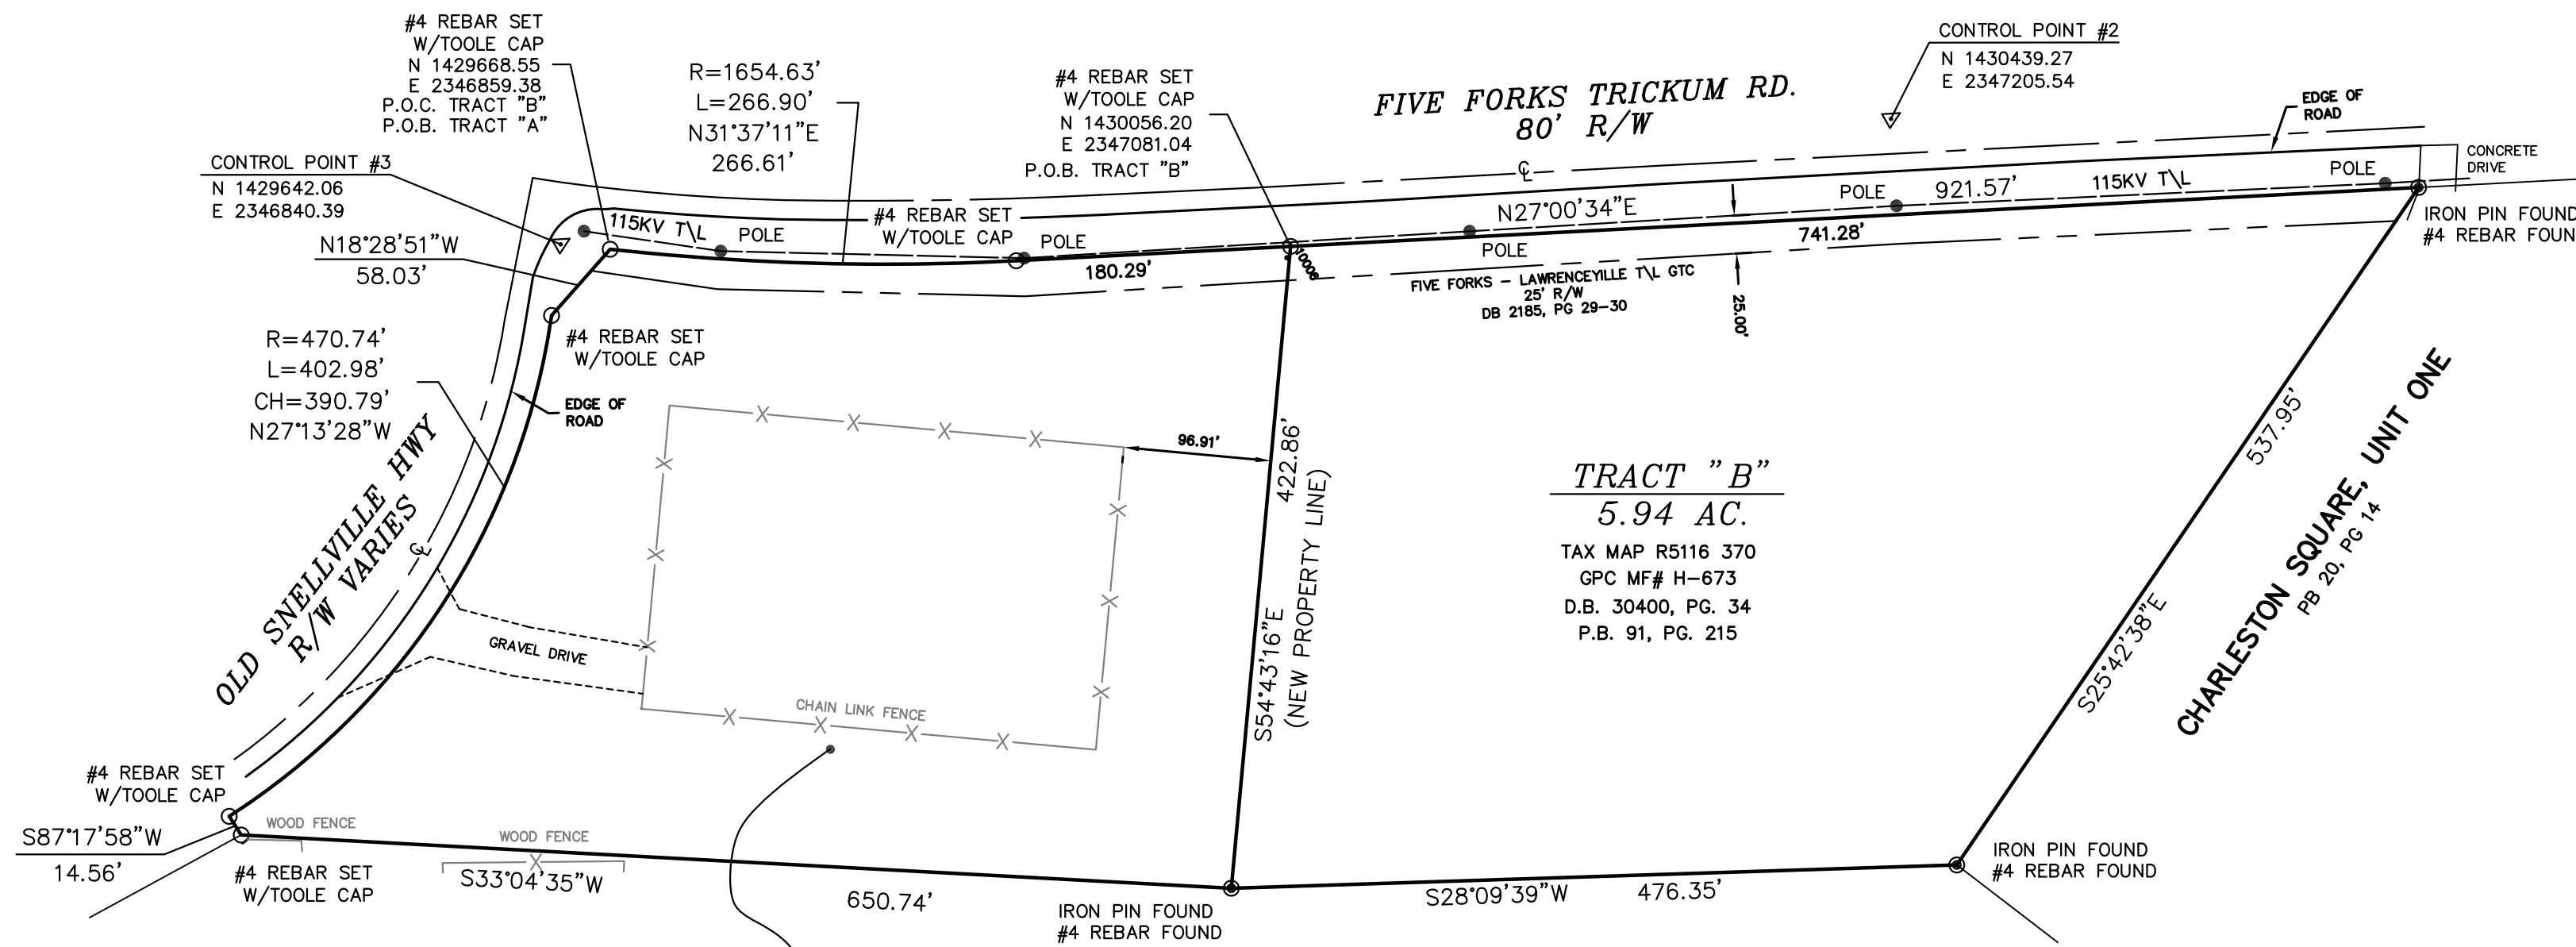 #4 REBAR SET
W/TOOLE CAP
N 1429668.55
E 2346859.38
P.O.C. TRACT "B"
P.O.B. TRACT "A"
R=1654.63'
L=266.90'
N31°37'11"E
266.61'
#4 REBAR SET
W/TOOLE CAP
N 1430056.20
E 2347081.04
P.O.B. TRACT "B"
FIVE FORKS TRICKUM RD.
80' R/W
CONTROL POINT #2
N 1430439.27
E 2347205.54
EDGE OF
ROAD
CONCRETE
DRIVE
CONTROL POINT #3
N 1429642.06
E 2346840.39
N18°28'51"W
58.03'
115KV T\L
POLE
#4 REBAR SET
W/TOOLE CAP
POLE
180.29'
10006
℄
N27°00'34"E
POLE
POLE
921.57'
115KV T\L
POLE
741.28'
IRON PIN FOUND
#4 REBAR FOUN
FIVE FORKS - LAWRENCEVILLE T\L GTC
25' R/W
DB 2185, PG 29-30
25.00'
R=470.74'
L=402.98'
CH=390.79'
N27°13'28"W
#4 REBAR SET
W/TOOLE CAP
EDGE OF
ROAD
OLD SNELLVILLE HWY
R/W VARIES
℄
GRAVEL DRIVE
CHAIN LINK FENCE
96.91'
422.86'
S54°43'16"E
(NEW PROPERTY LINE)
TRACT "B"
5.94 AC.
TAX MAP R5116 370
GPC MF# H-673
D.B. 30400, PG. 34
P.B. 91, PG. 215
537.95'
S25°42'38"E
CHARLESTON SQUARE, UNIT ONE
PB 20, PG 14
#4 REBAR SET
W/TOOLE CAP
S87°17'58"W
14.56'
WOOD FENCE
#4 REBAR SET
W/TOOLE CAP
WOOD FENCE
S33°04'35"W
650.74'
IRON PIN FOUND
#4 REBAR FOUND
S28°09'39"W
476.35'
IRON PIN FOUND
#4 REBAR FOUND